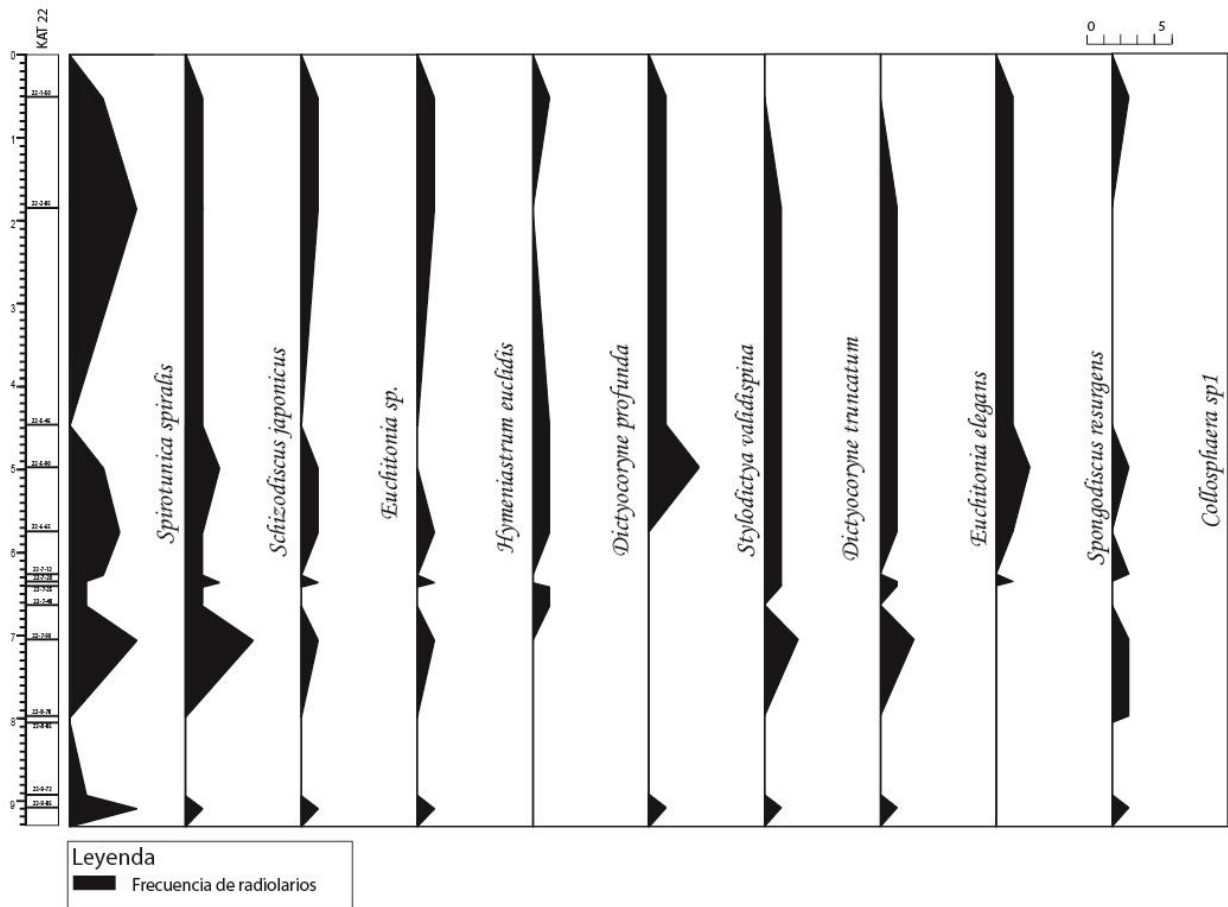 KAT 22
0 5
0
1
2
3
4
5
6
7
8
9
Spirotunica spiralis
Schizodiscus japonicus
Euchitonia sp.
Hymeniastrum euclidis
Dictyocoryne profunda
Stylodictya validispina
Dictyocoryne truncatum
Euchitonia elegans
Spongodiscus resurgens
Collosphaera sp1
Leyenda
Frecuencia de radiolarios